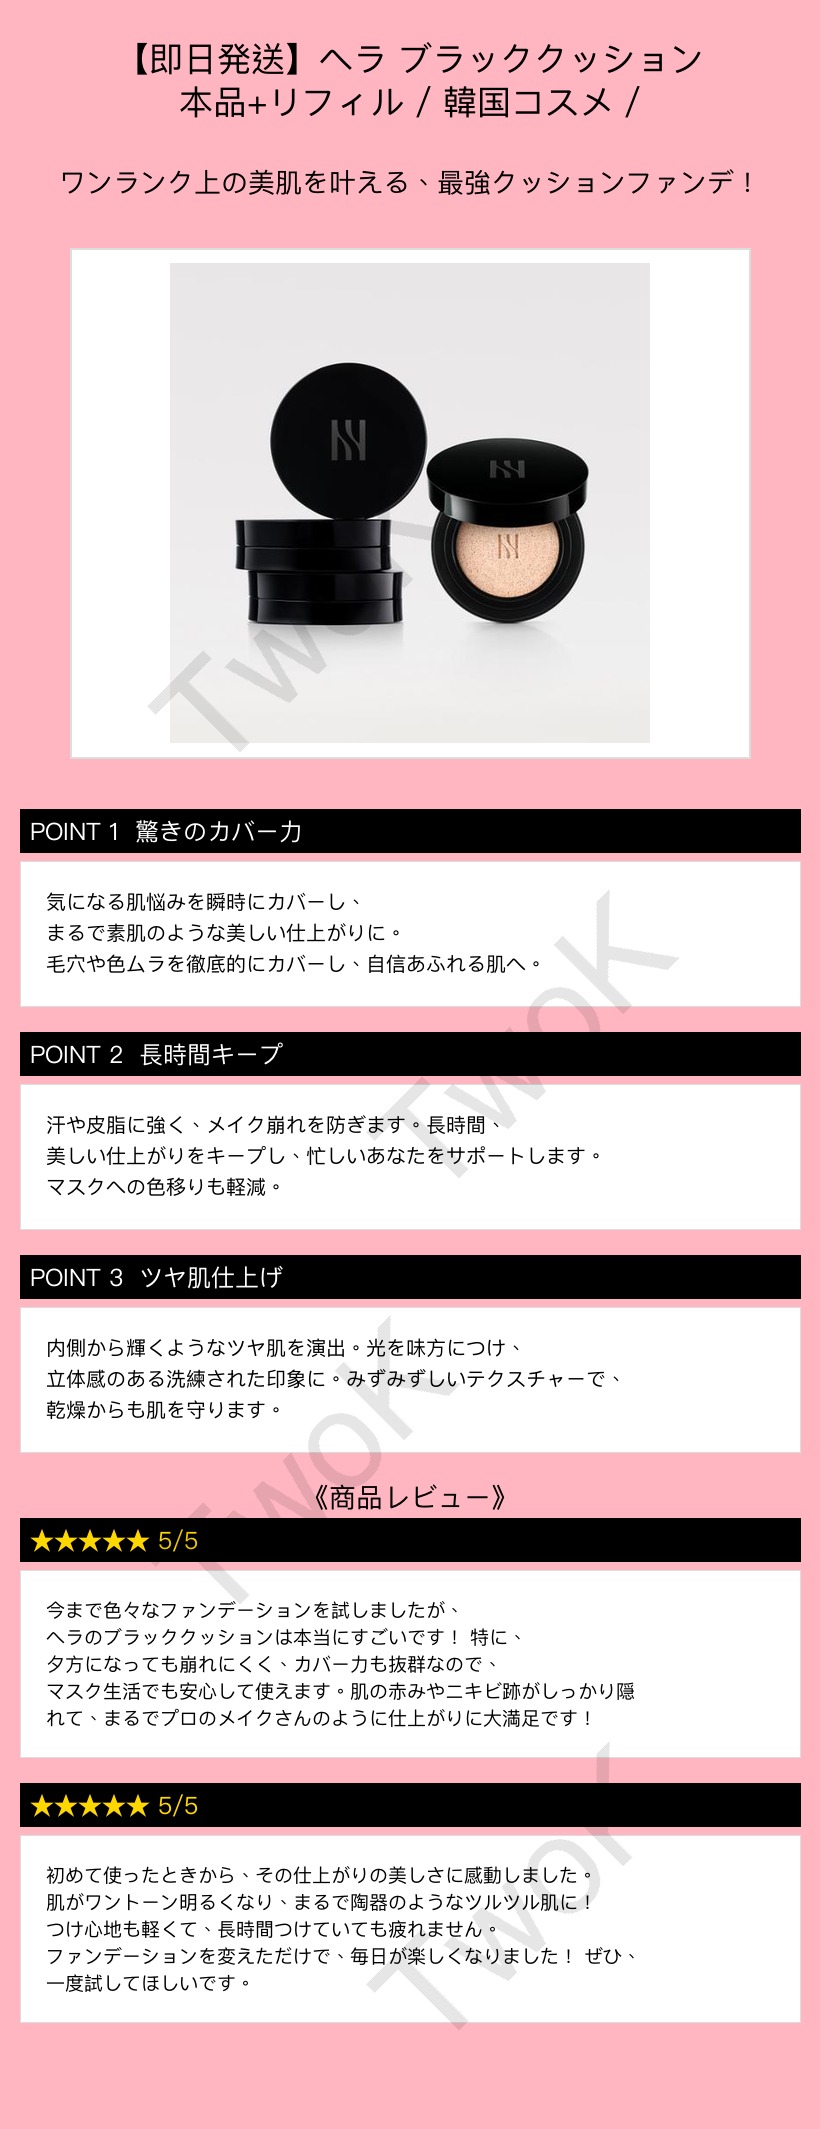 【即日発送】ヘラ ブラッククッション
本品+リフィル / 韓国コスメ /
ワンランク上の美肌を叶える、最強クッションファンデ！
TwoK
POINT 1 驚きのカバー力
気になる肌悩みを瞬時にカバーし、
まるで素肌のような美しい仕上がりに。
毛穴や色ムラを徹底的にカバーし、自信あふれる肌へ。
TwoK
POINT 2 長時間キープ
汗や皮脂に強く、メイク崩れを防ぎます。長時間、
美しい仕上がりをキープし、忙しいあなたをサポートします。
マスクへの色移りも軽減。
POINT 3 ツヤ肌仕上げ
内側から輝くようなツヤ肌を演出。光を味方につけ、
立体感のある洗練された印象に。みずみずしいテクスチャーで、
乾燥からも肌を守ります。
TwoK
《商品レビュー》
★★★★★ 5/5
今まで色々なファンデーションを試しましたが、
ヘラのブラッククッションは本当にすごいです！ 特に、
夕方になっても崩れにくく、カバー力も抜群なので、
マスク生活でも安心して使えます。肌の赤みやニキビ跡がしっかり隠
れて、まるでプロのメイクさんのように仕上がりに大満足です！
★★★★★ 5/5
初めて使ったときから、その仕上がりの美しさに感動しました。
肌がワントーン明るくなり、まるで陶器のようなツルツル肌に！
つけ心地も軽くて、長時間つけていても疲れません。
ファンデーションを変えただけで、毎日が楽しくなりました！ ぜひ、
一度試してほしいです。
TwoK